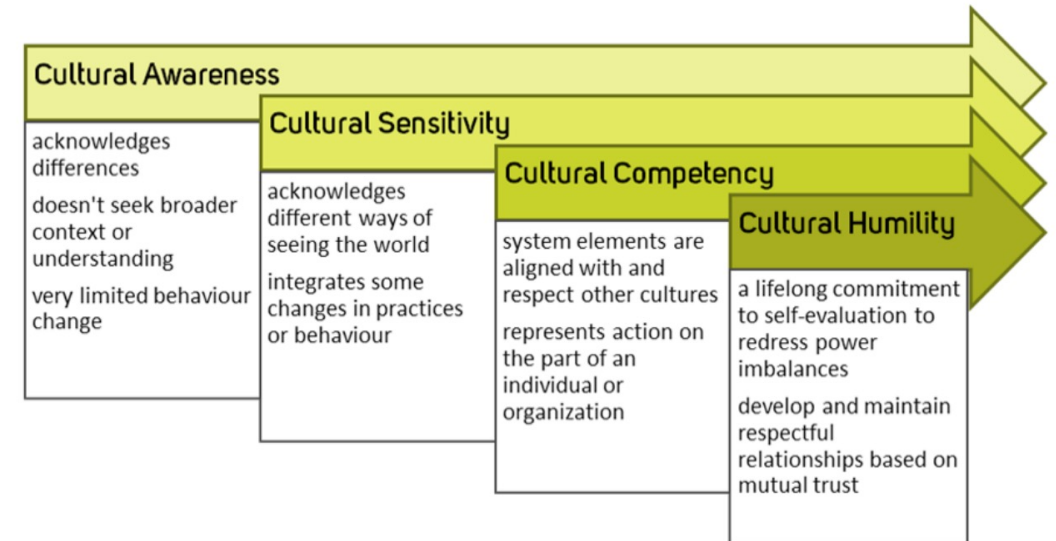 Cultural Awareness
acknowledges
differences
doesn't seek broader
context or
understanding
very limited behaviour
change
Cultural Sensitivity
acknowledges
different ways of
seeing the world
integrates some
changes in practices
or behaviour
Cultural Competency
system elements are
aligned with and
respect other cultures
represents action on
the part of an
individual or
organization
Cultural Humility
a lifelong commitment
to self-evaluation to
redress power
imbalances
develop and maintain
respectful
relationships based on
mutual trust